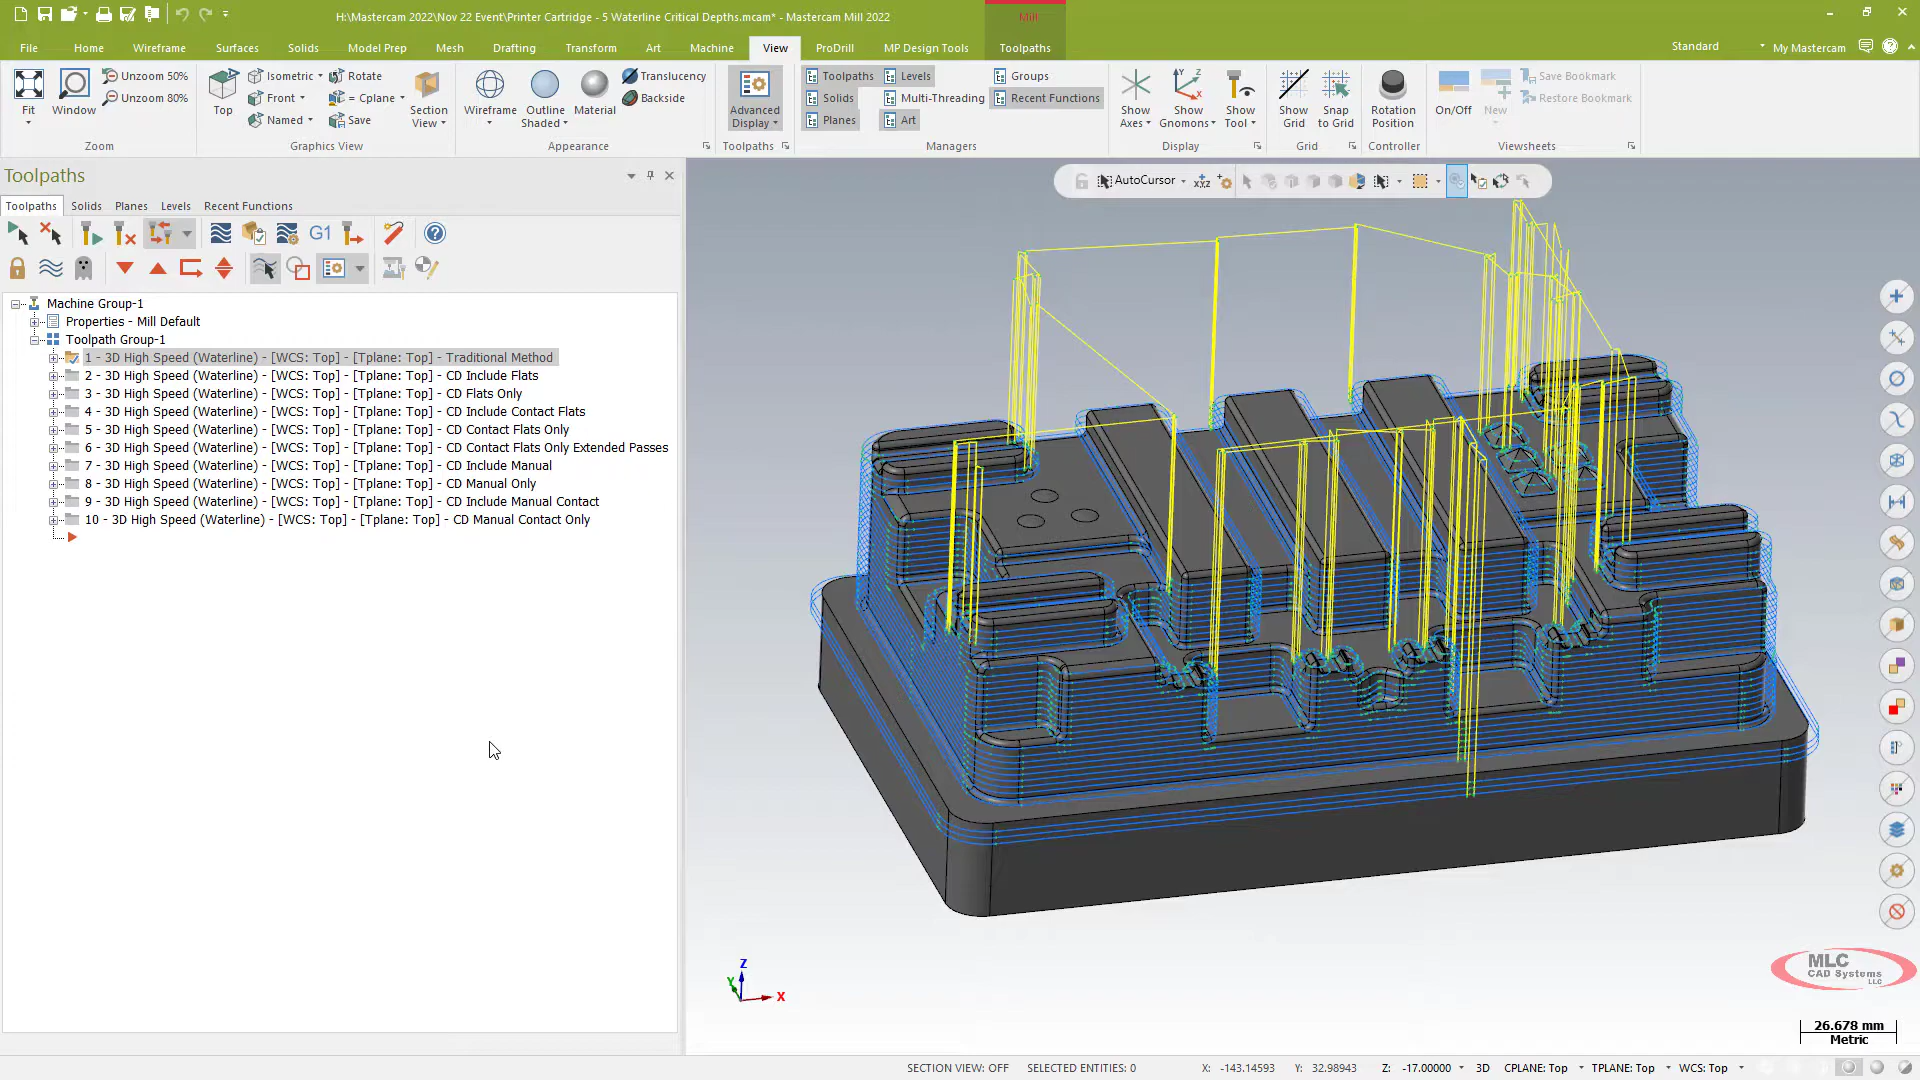 H:\Mastercam 2022\Nov 22 Event\Printer Cartridge - 5 Waterline Critical Depths.mcam* - Mastercam Mill 2022
Mill
File Home Wireframe Surfaces Solids Model Prep Mesh Drafting Transform Art Machine View ProDrill MP Design Tools Toolpaths
Standard My Mastercam
Fit Window Unzoom 50% Unzoom 80%
Zoom
Top Isometric Front Named Rotate = Cplane Save Section View
Graphics View
Wireframe Outline Shaded Material Translucency Backside
Appearance
Advanced Display
Toolpaths
Toolpaths Levels Groups
Solids Multi-Threading Recent Functions
Planes Art
Managers
Show Axes Show Gnomons Show Tool
Display
Show Grid Snap to Grid
Grid
Rotation Position
Controller
On/Off New Save Bookmark Restore Bookmark
Viewsheets
Toolpaths
Toolpaths Solids Planes Levels Recent Functions
G1
AutoCursor
Machine Group-1
Properties - Mill Default
Toolpath Group-1
1 - 3D High Speed (Waterline) - [WCS: Top] - [Tplane: Top] - Traditional Method
2 - 3D High Speed (Waterline) - [WCS: Top] - [Tplane: Top] - CD Include Flats
3 - 3D High Speed (Waterline) - [WCS: Top] - [Tplane: Top] - CD Flats Only
4 - 3D High Speed (Waterline) - [WCS: Top] - [Tplane: Top] - CD Include Contact Flats
5 - 3D High Speed (Waterline) - [WCS: Top] - [Tplane: Top] - CD Contact Flats Only
6 - 3D High Speed (Waterline) - [WCS: Top] - [Tplane: Top] - CD Contact Flats Only Extended Passes
7 - 3D High Speed (Waterline) - [WCS: Top] - [Tplane: Top] - CD Include Manual
8 - 3D High Speed (Waterline) - [WCS: Top] - [Tplane: Top] - CD Manual Only
9 - 3D High Speed (Waterline) - [WCS: Top] - [Tplane: Top] - CD Include Manual Contact
10 - 3D High Speed (Waterline) - [WCS: Top] - [Tplane: Top] - CD Manual Contact Only
Z
Y
X
MLC
CAD Systems
LLC
26.678 mm
Metric
SECTION VIEW: OFF SELECTED ENTITIES: 0 X: -143.14593 Y: 32.98943 Z: -17.00000 3D CPLANE: Top TPLANE: Top WCS: Top